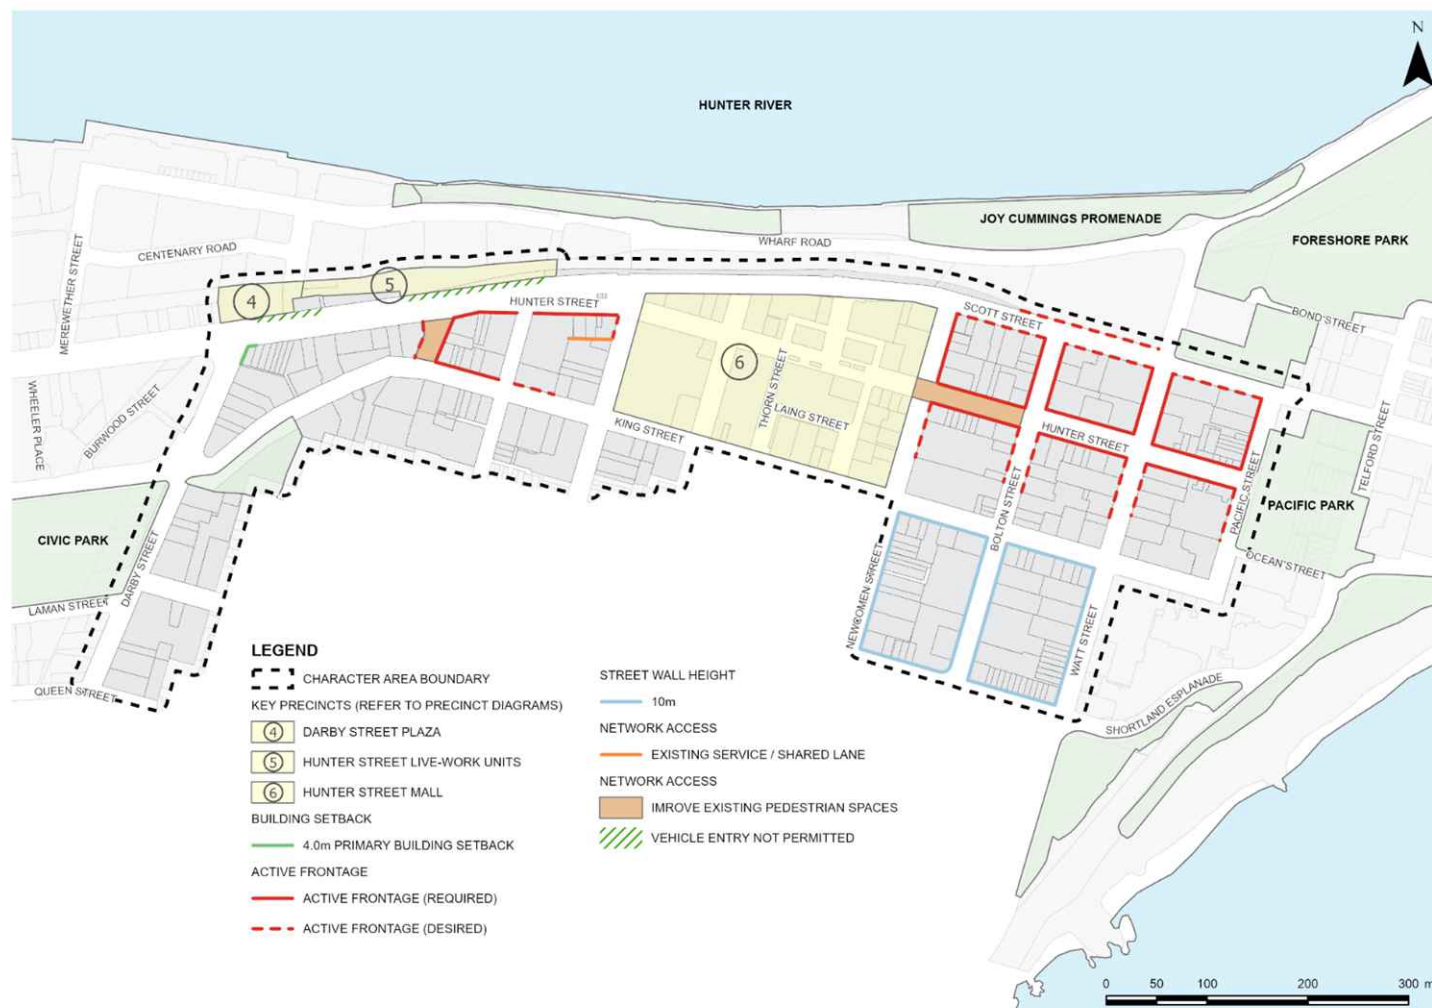 N
HUNTER RIVER
JOY CUMMINGS PROMENADE
FORESHORE PARK
WHARF ROAD
CENTENARY ROAD
MEREWETHER STREET
4
5
HUNTER STREET
SCOTT STREET
BOND STREET
6
THORN STREET
LAING STREET
KING STREET
HUNTER STREET
WHEELER PLACE
BURWOOD STREET
TELFORD STREET
PACIFIC STREET
PACIFIC PARK
BOLTON STREET
OCEAN STREET
CIVIC PARK
DARBY STREET
LAMAN STREET
NEWCOMEN STREET
WATT STREET
QUEEN STREET
SHORTLAND ESPLANADE
LEGEND
CHARACTER AREA BOUNDARY
KEY PRECINCTS (REFER TO PRECINCT DIAGRAMS)
4 DARBY STREET PLAZA
5 HUNTER STREET LIVE-WORK UNITS
6 HUNTER STREET MALL
BUILDING SETBACK
4.0m PRIMARY BUILDING SETBACK
ACTIVE FRONTAGE
ACTIVE FRONTAGE (REQUIRED)
ACTIVE FRONTAGE (DESIRED)
STREET WALL HEIGHT
10m
NETWORK ACCESS
EXISTING SERVICE / SHARED LANE
NETWORK ACCESS
IMROVE EXISTING PEDESTRIAN SPACES
VEHICLE ENTRY NOT PERMITTED
0 50 100 200 300 m